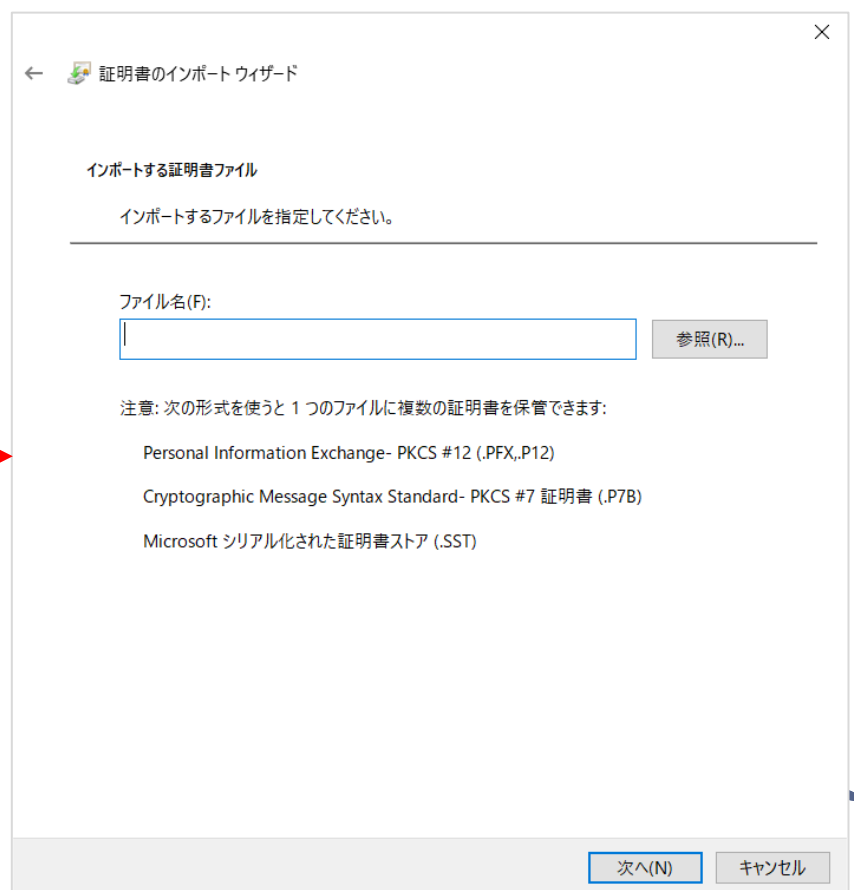 証明書のインポート ウィザード
インポートする証明書ファイル
インポートするファイルを指定してください。
ファイル名(F):
参照(R)...
注意: 次の形式を使うと 1 つのファイルに複数の証明書を保管できます:
Personal Information Exchange- PKCS #12 (.PFX,.P12)
Cryptographic Message Syntax Standard- PKCS #7 証明書 (.P7B)
Microsoft シリアル化された証明書ストア (.SST)
次へ(N)
キャンセル